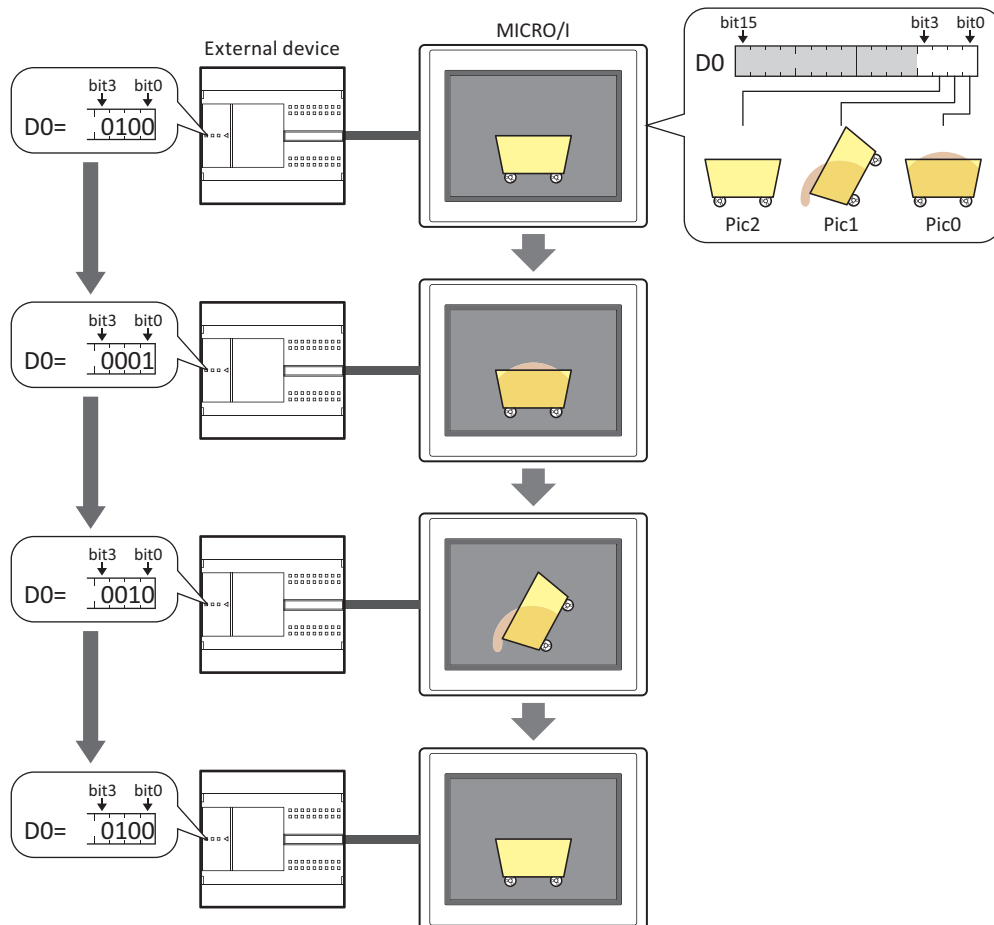 External device
MICRO/I
bit15
bit3
bit0
D0
Pic2
Pic1
Pic0
bit3
bit0
D0=
0100
bit3
bit0
D0=
0001
bit3
bit0
D0=
0010
bit3
bit0
D0=
0100